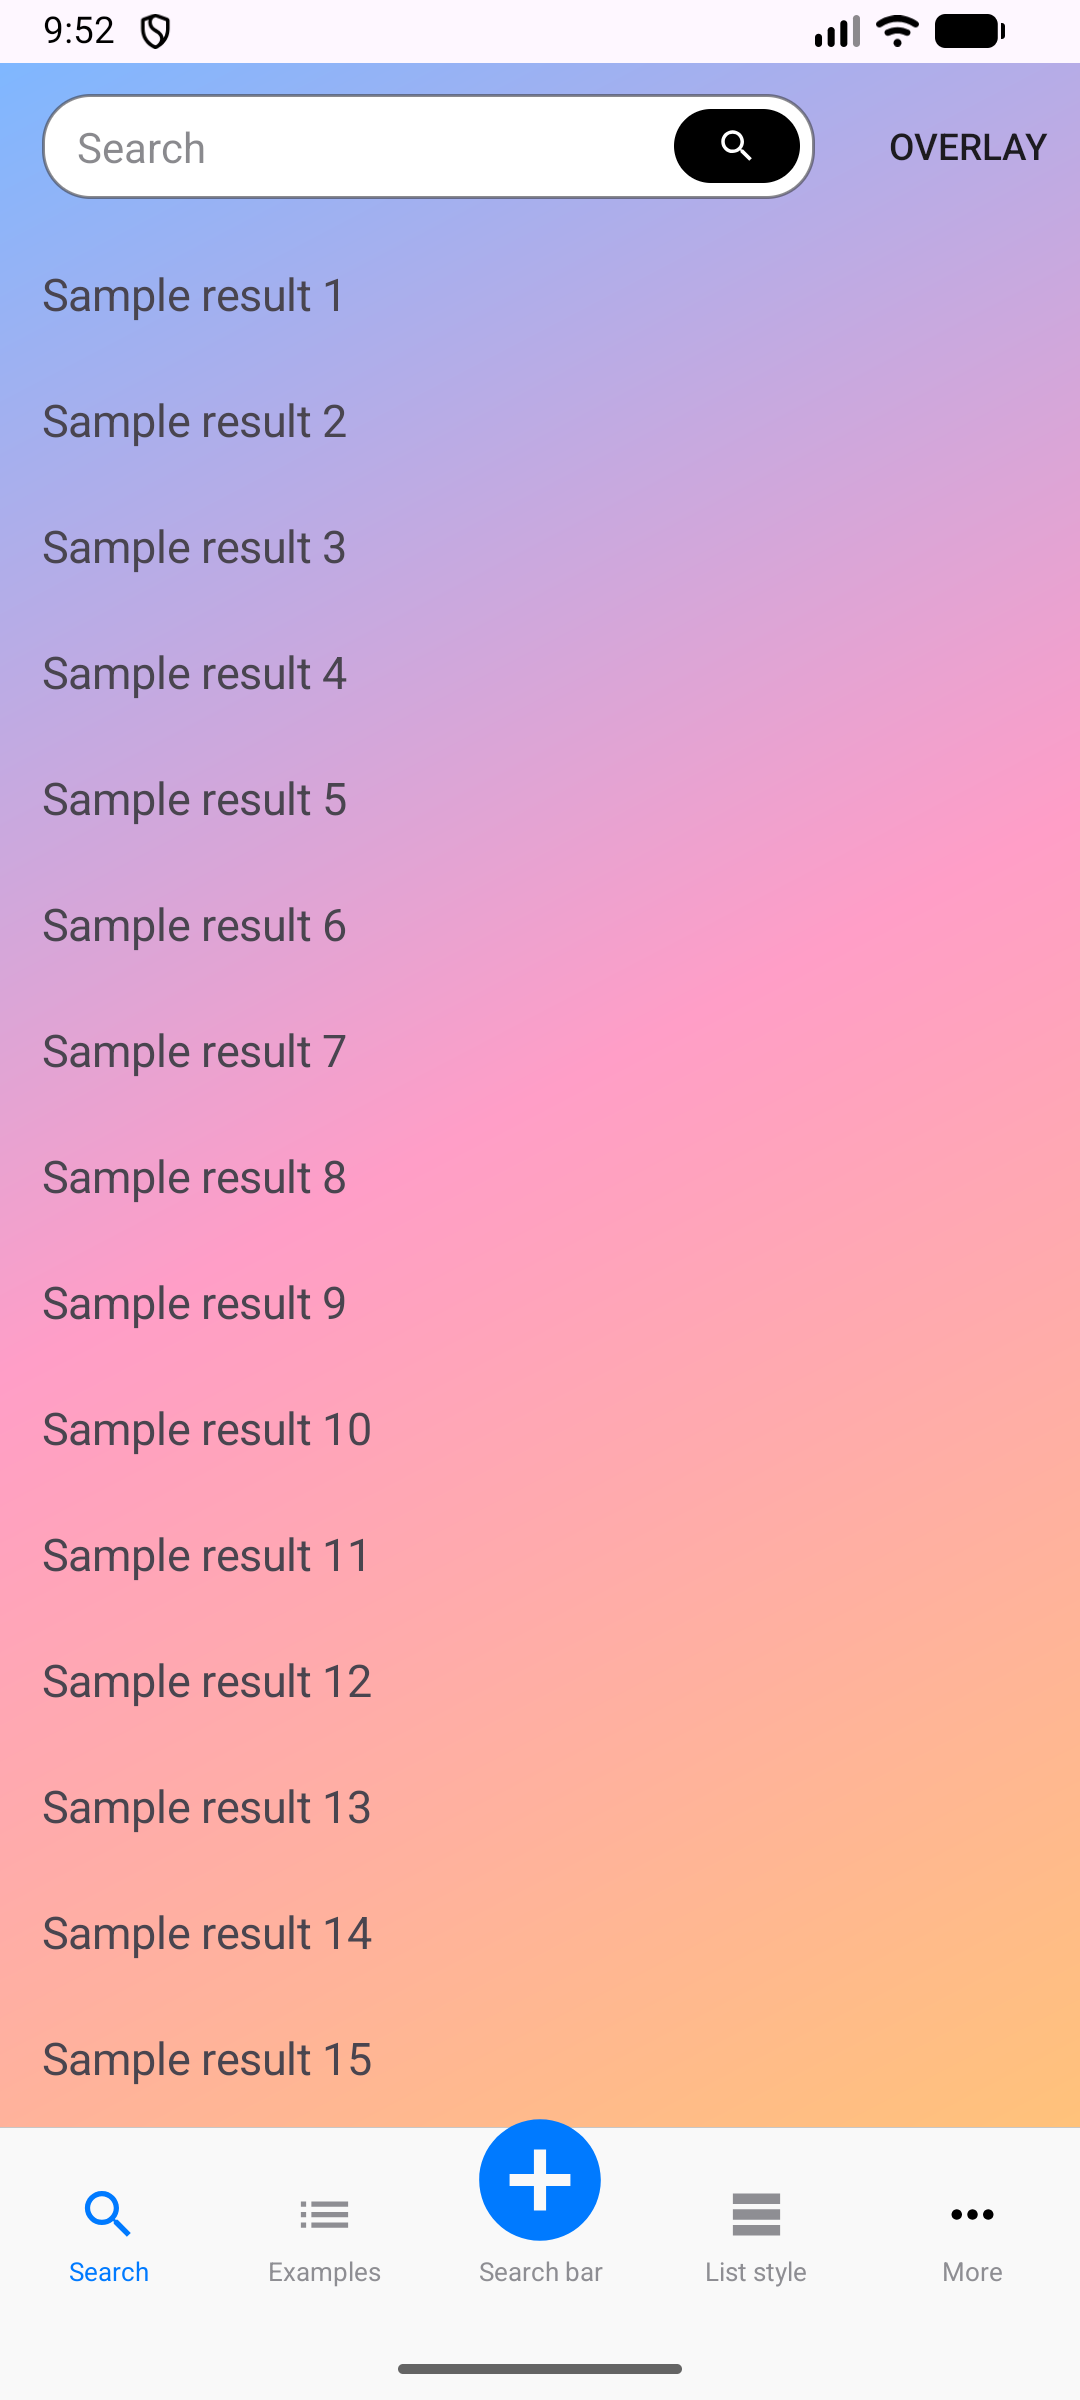 9:52
Search
OVERLAY
Sample result 1
Sample result 2
Sample result 3
Sample result 4
Sample result 5
Sample result 6
Sample result 7
Sample result 8
Sample result 9
Sample result 10
Sample result 11
Sample result 12
Sample result 13
Sample result 14
Sample result 15
Search
Examples
Search bar
List style
More